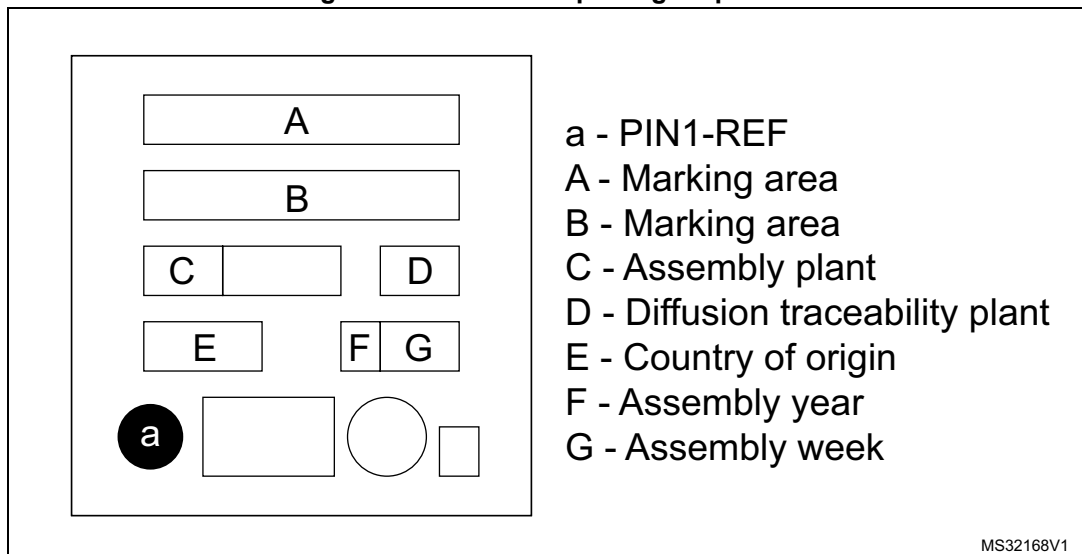 A
B
C
D
E
F
G
a
a - PIN1-REF
A - Marking area
B - Marking area
C - Assembly plant
D - Diffusion traceability plant
E - Country of origin
F - Assembly year
G - Assembly week
MS32168V1